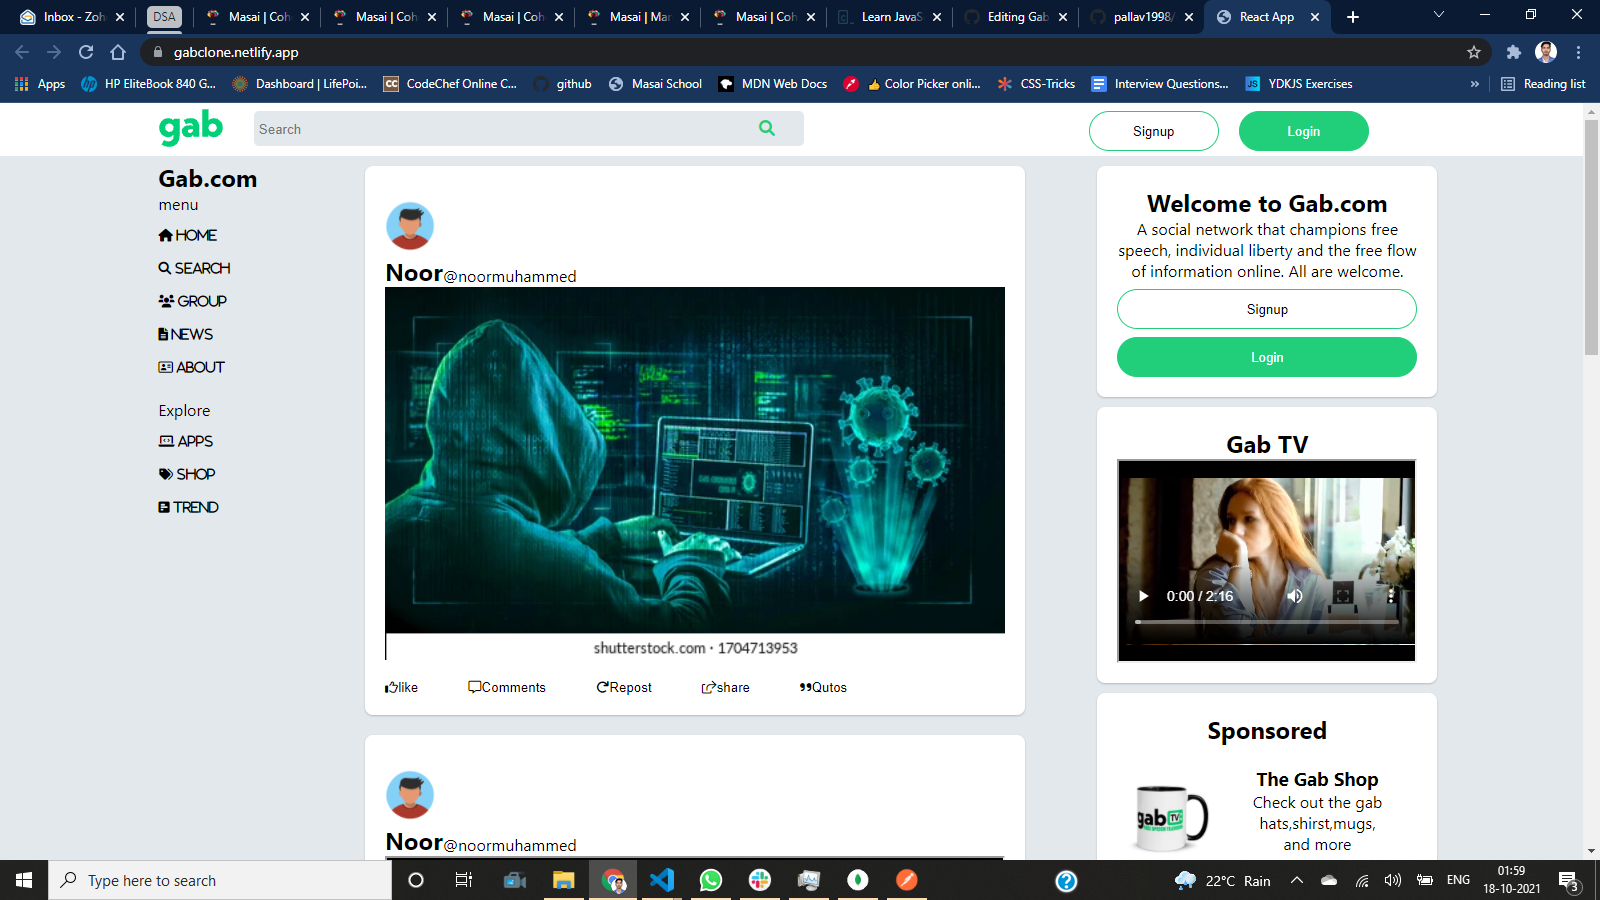 Inbox - Zoh
DSA
Masai | Coh
Masai | Coh
Masai | Coh
Masai | Mar
Masai | Coh
Learn JavaS
Editing Gab
pallav1998/
React App
gabclone.netlify.app
Apps
HP EliteBook 840 G...
Dashboard | LifePoi...
CC
CodeChef Online C...
github
Masai School
MDN Web Docs
Color Picker onli...
CSS-Tricks
Interview Questions...
JS
YDKJS Exercises
»
Reading list
gab
Search
Signup
Login
Gab.com
menu
HOME
SEARCH
GROUP
NEWS
ABOUT
Explore
APPS
SHOP
TREND
Noor@noormuhammed
shutterstock.com · 1704713953
like
Comments
Repost
share
Qutos
Noor@noormuhammed
Welcome to Gab.com
A social network that champions free
speech, individual liberty and the free flow
of information online. All are welcome.
Signup
Login
Gab TV
0:00 / 2:16
Sponsored
gab TV
The Gab Shop
Check out the gab
hats,shirst,mugs,
and more
Type here to search
22°C Rain
ENG
01:59
18-10-2021
3